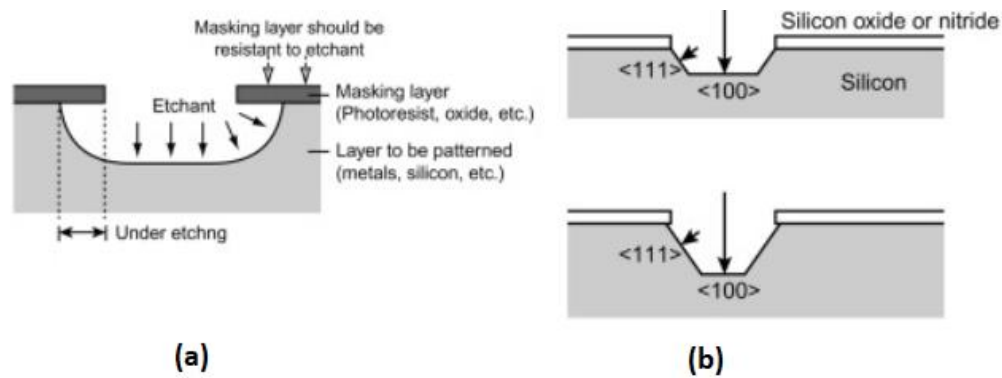 Masking layer should be
resistant to etchant
Etchant
Masking layer
(Photoresist, oxide, etc.)
Layer to be patterned
(metals, silicon, etc.)
Under etchng
(a)
Silicon oxide or nitride
<111>
<100>
Silicon
<111>
<100>
(b)